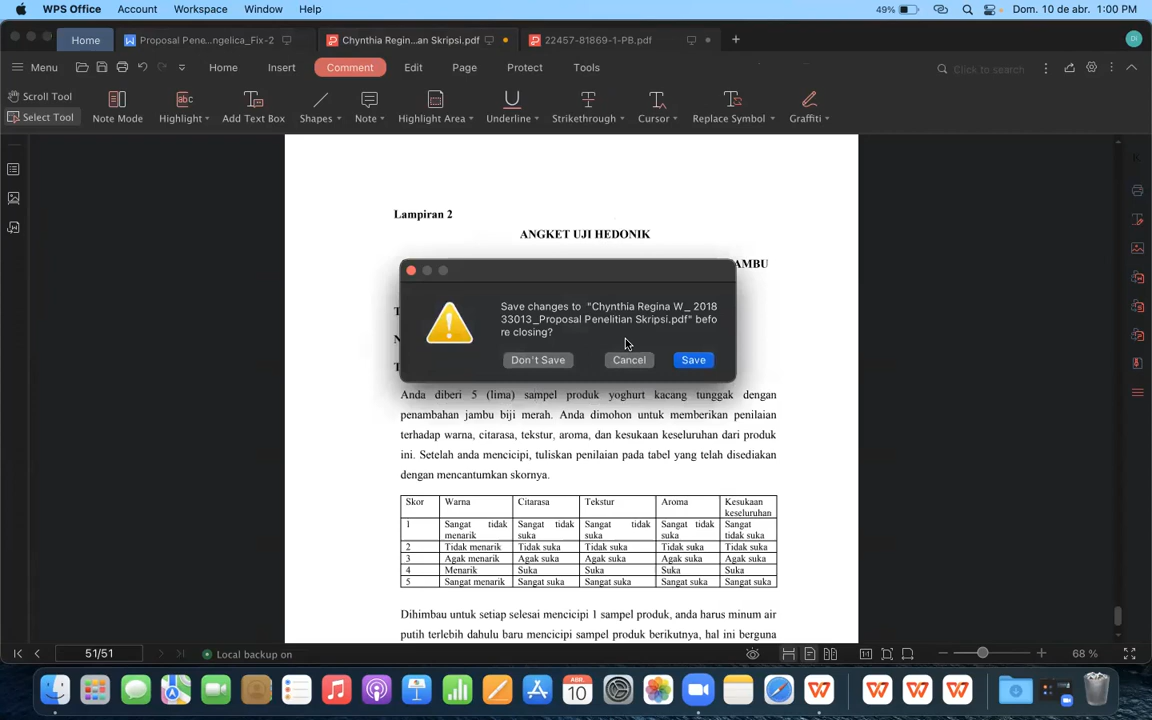 WPS Office Account Workspace Window Help 49% Dom. 10 de abr. 1:00 PM
Home Proposal Pene...ngelica_Fix-2 Chynthia Regin...an Skripsi.pdf 22457-81869-1-PB.pdf
Menu Home Insert Comment Edit Page Protect Tools Click to search
Scroll Tool
Select Tool
Note Mode Highlight Add Text Box Shapes Note Highlight Area Underline Strikethrough Cursor Replace Symbol Graffiti
Lampiran 2
ANGKET UJI HEDONIK
AMBU
Save changes to "Chynthia Regina W_ 2018
33013_Proposal Penelitian Skripsi.pdf" befo
re closing?
Don't Save Cancel Save
Anda diberi 5 (lima) sampel produk yoghurt kacang tunggak dengan
penambahan jambu biji merah. Anda dimohon untuk memberikan penilaian
terhadap warna, citarasa, tekstur, aroma, dan kesukaan keseluruhan dari produk
ini. Setelah anda mencicipi, tuliskan penilaian pada tabel yang telah disediakan
dengan mencantumkan skornya.
Skor Warna Citarasa Tekstur Aroma Kesukaan keseluruhan
1 Sangat tidak menarik Sangat tidak suka Sangat tidak suka Sangat tidak suka Sangat tidak suka
2 Tidak menarik Tidak suka Tidak suka Tidak suka Tidak suka
3 Agak menarik Agak suka Agak suka Agak suka Agak suka
4 Menarik Suka Suka Suka Suka
5 Sangat menarik Sangat suka Sangat suka Sangat suka Sangat suka
Dihimbau untuk setiap selesai mencicipi 1 sampel produk, anda harus minum air
putih terlebih dahulu baru mencicipi sampel produk berikutnya, hal ini berguna
51/51 Local backup on 68 %